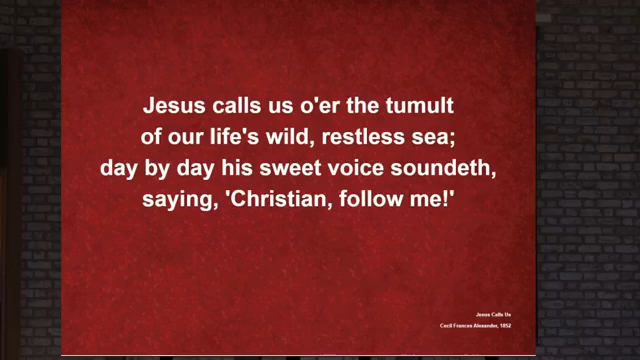 Jesus calls us o'er the tumult
of our life's wild, restless sea;
day by day his sweet voice soundeth,
saying, 'Christian, follow me!'
Jesus Calls Us
Cecil Frances Alexander, 1852